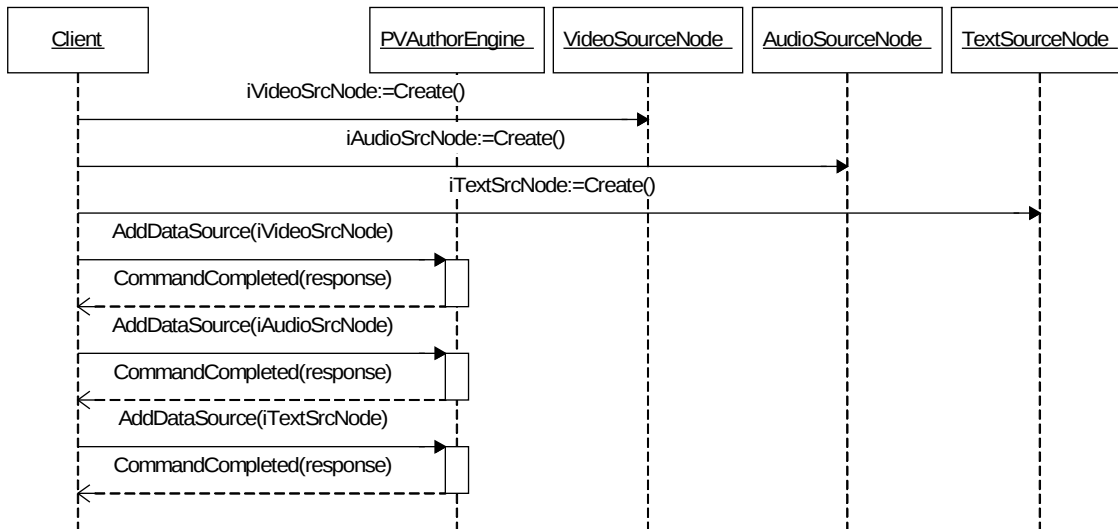 Client
PVAuthorEngine
VideoSourceNode
AudioSourceNode
TextSourceNode
iVideoSrcNode:=Create()
iAudioSrcNode:=Create()
iTextSrcNode:=Create()
AddDataSource(iVideoSrcNode)
CommandCompleted(response)
AddDataSource(iAudioSrcNode)
CommandCompleted(response)
AddDataSource(iTextSrcNode)
CommandCompleted(response)